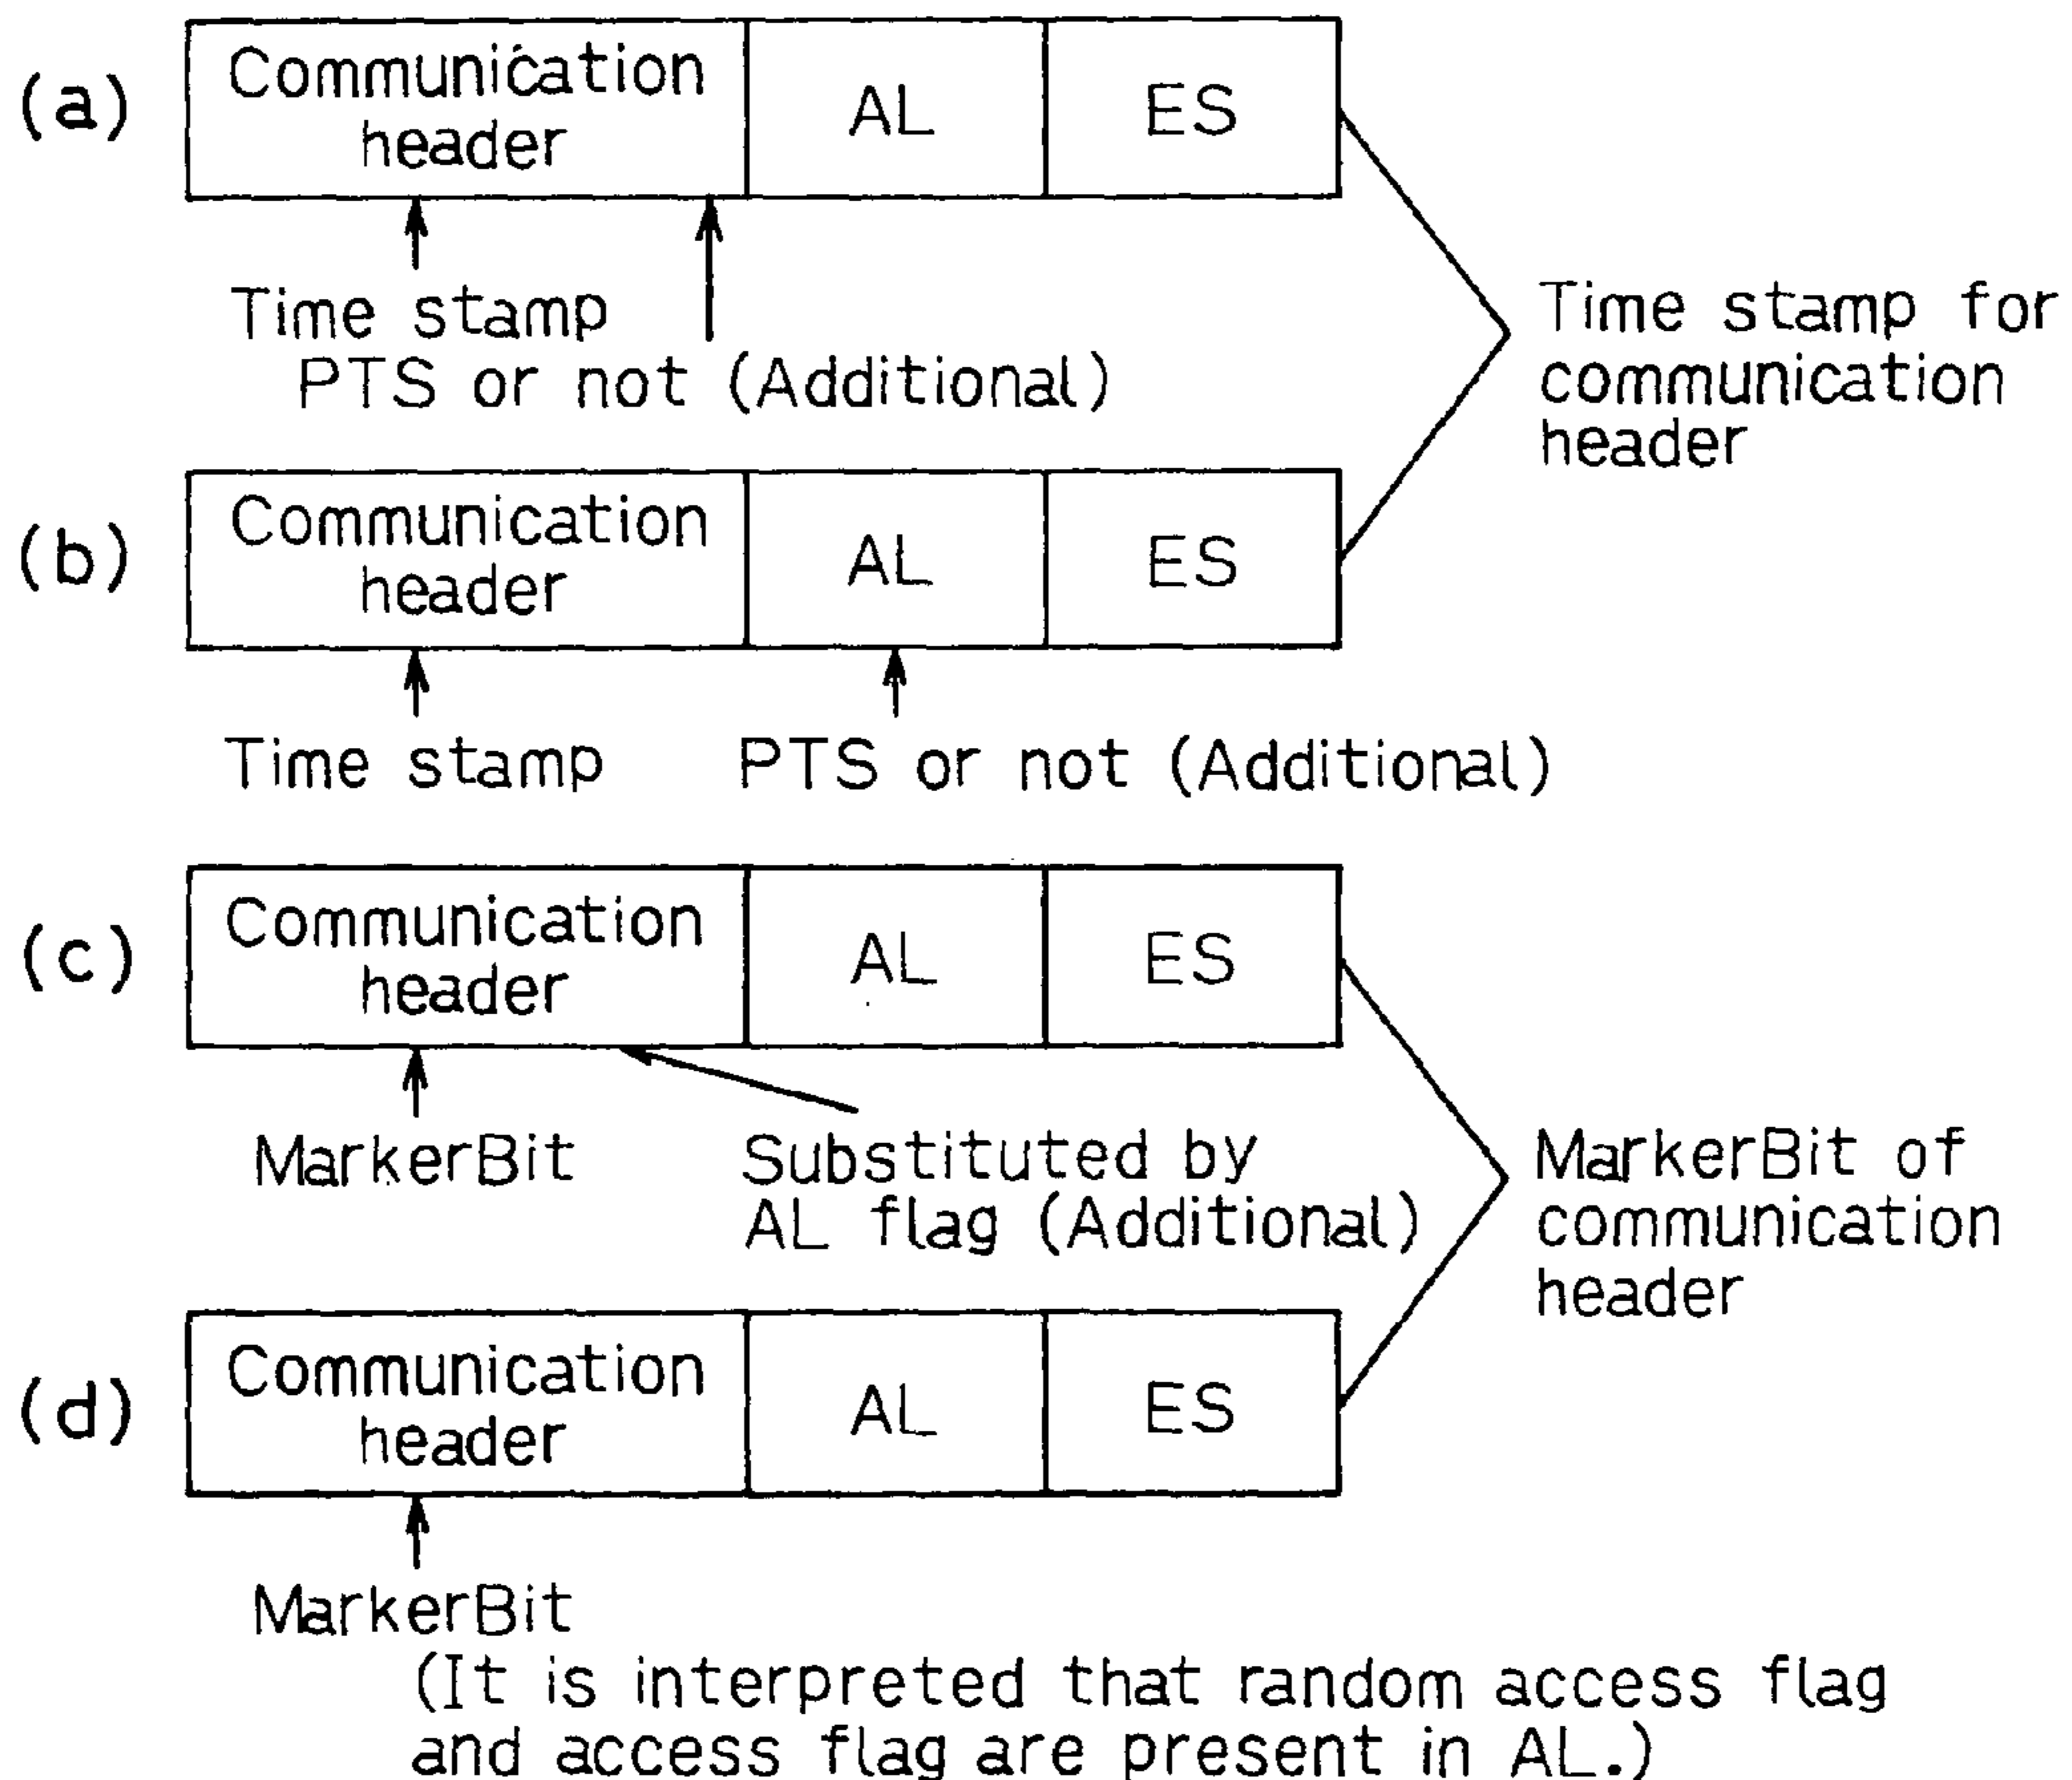 (a)
Communication
header
AL
ES
Time stamp
PTS or not (Additional)
Time stamp for
communication
header
(b)
Communication
header
AL
ES
Time stamp
PTS or not (Additional)
(c)
Communication
header
AL
ES
MarkerBit
Substituted by
AL flag (Additional)
MarkerBit of
communication
header
(d)
Communication
header
AL
ES
MarkerBit
(It is interpreted that random access flag
and access flag are present in AL.)